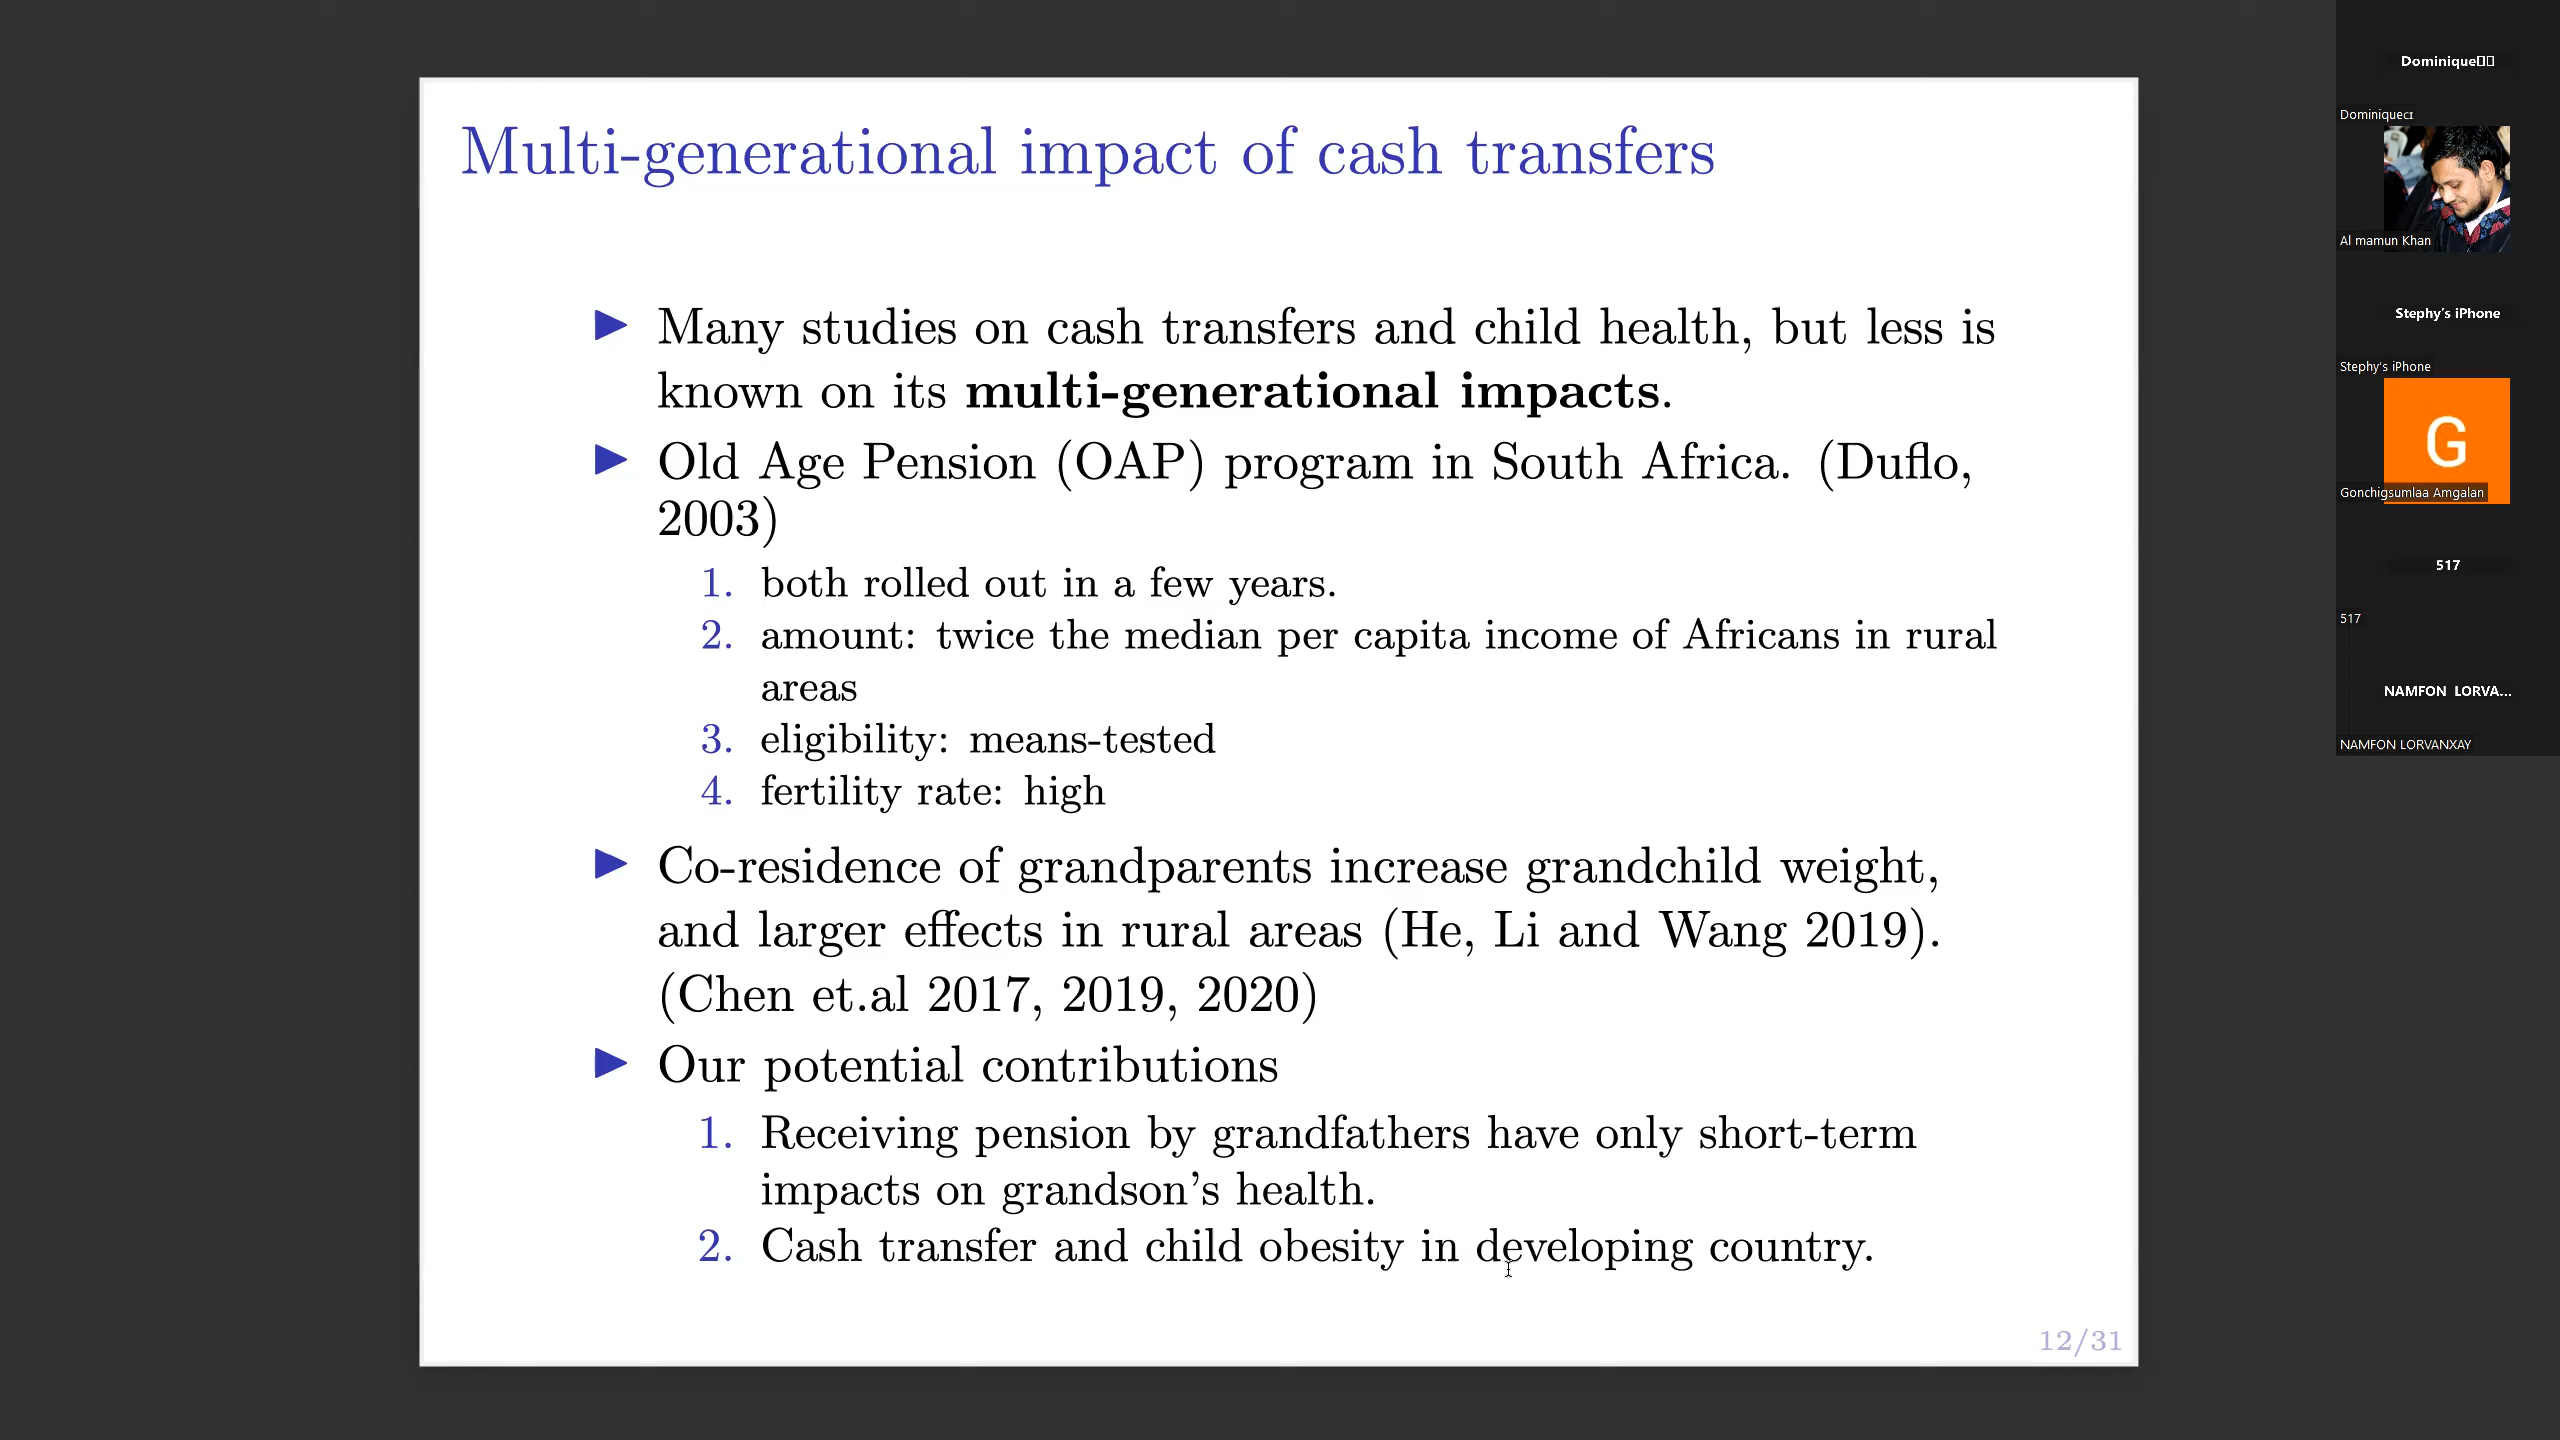 Multi-generational impact of cash transfers
Many studies on cash transfers and child health, but less is
known on its multi-generational impacts.
Old Age Pension (OAP) program in South Africa. (Duflo,
2003)
1. both rolled out in a few years.
2. amount: twice the median per capita income of Africans in rural
areas
3. eligibility: means-tested
4. fertility rate: high
Co-residence of grandparents increase grandchild weight,
and larger effects in rural areas (He, Li and Wang 2019).
(Chen et.al 2017, 2019, 2020)
Our potential contributions
1. Receiving pension by grandfathers have only short-term
impacts on grandson's health.
2. Cash transfer and child obesity in developing country.
12/31
Dominique
Dominique
Al mamun Khan
Stephy's iPhone
Stephy's iPhone
G
Gonchigsumlaa Amgalan
517
517
NAMFON LORVA...
NAMFON LORVANXAY